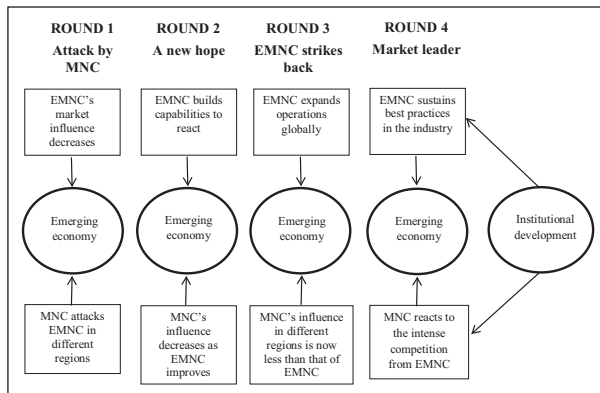 ROUND 1
Attack by
MNC
ROUND 2
A new hope
ROUND 3
EMNC strikes
back
ROUND 4
Market leader
EMNC's
market
influence
decreases
EMNC builds
capabilities to
react
EMNC expands
operations
globally
EMNC sustains
best practices
in the industry
Emerging
economy
Emerging
economy
Emerging
economy
Emerging
economy
Institutional
development
MNC attacks
EMNC in
different
regions
MNC's
influence
decreases as
EMNC
improves
MNC's influence
in different
regions is now
less than that of
EMNC
MNC reacts to
the intense
competition
from EMNC